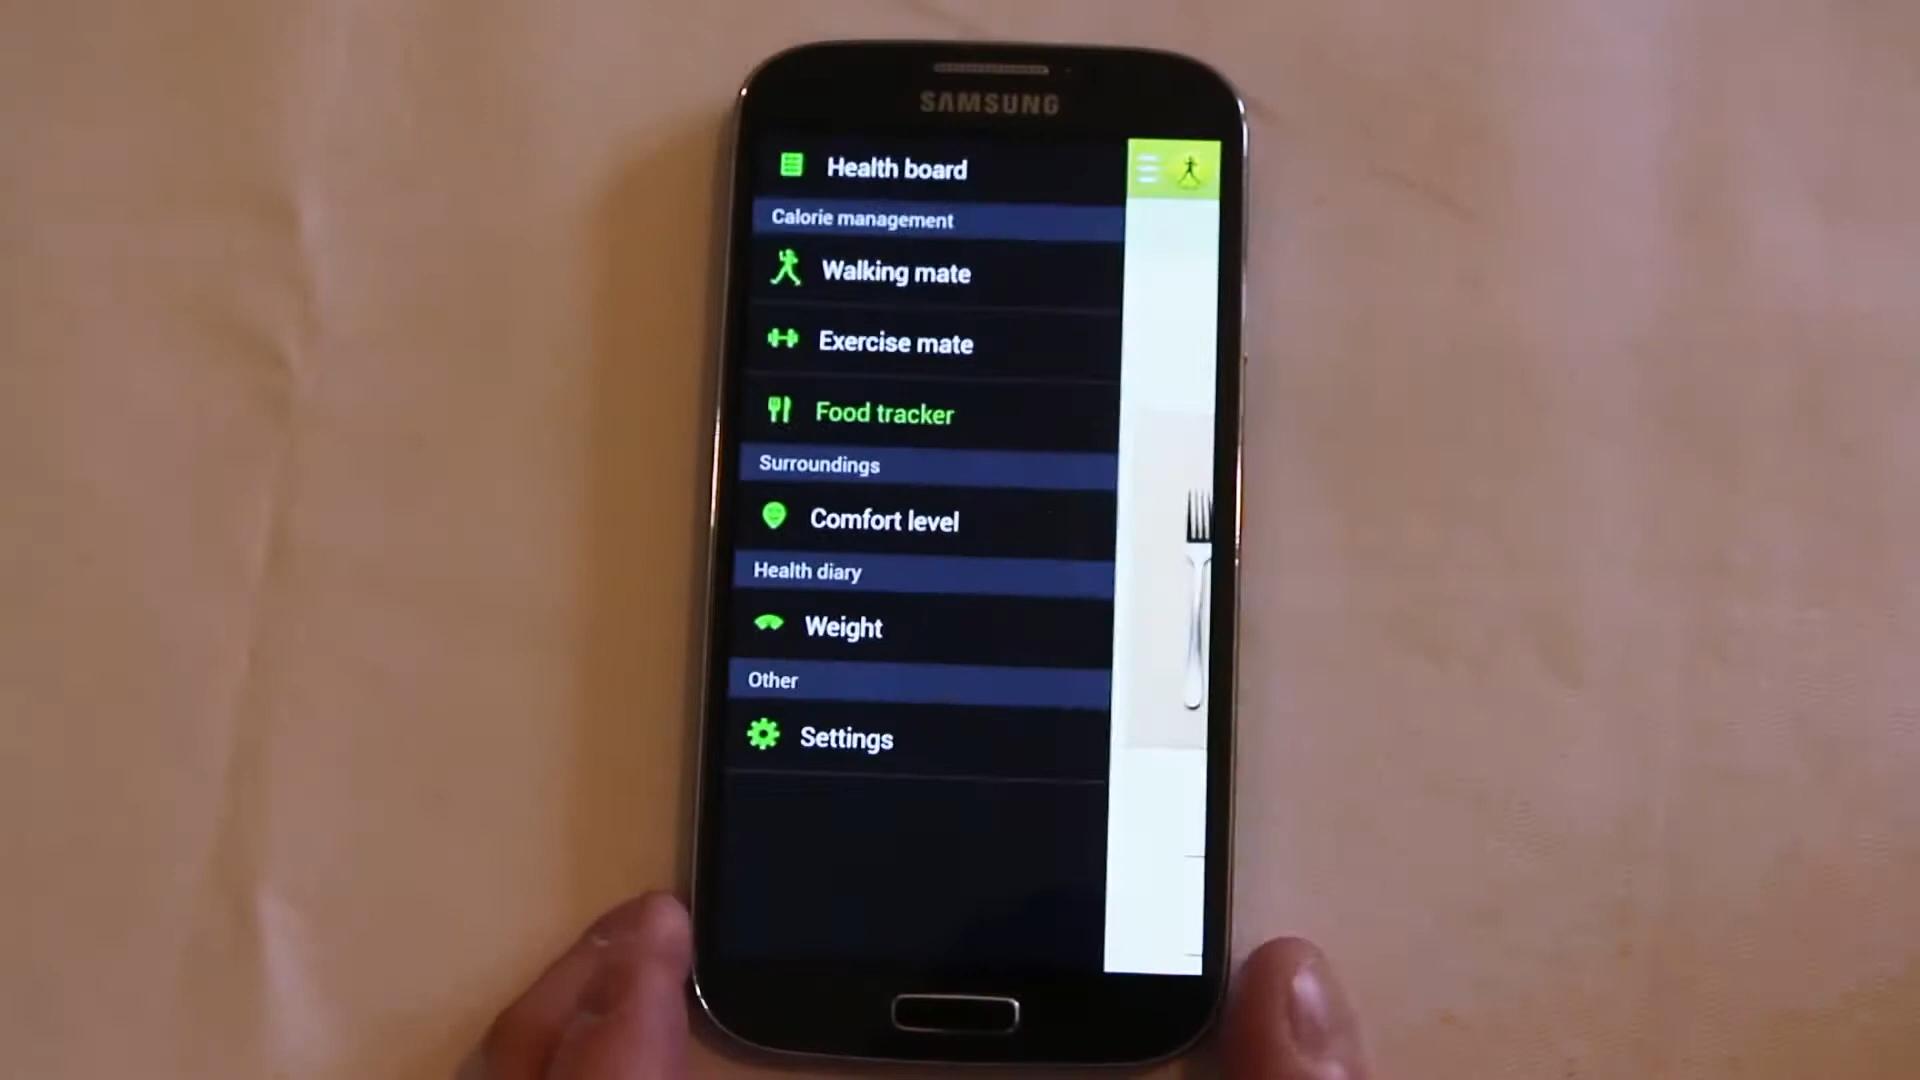 SAMSUNG
Health board
Calorie management
Walking mate
Exercise mate
Food tracker
Surroundings
Comfort level
Health diary
Weight
Other
Settings